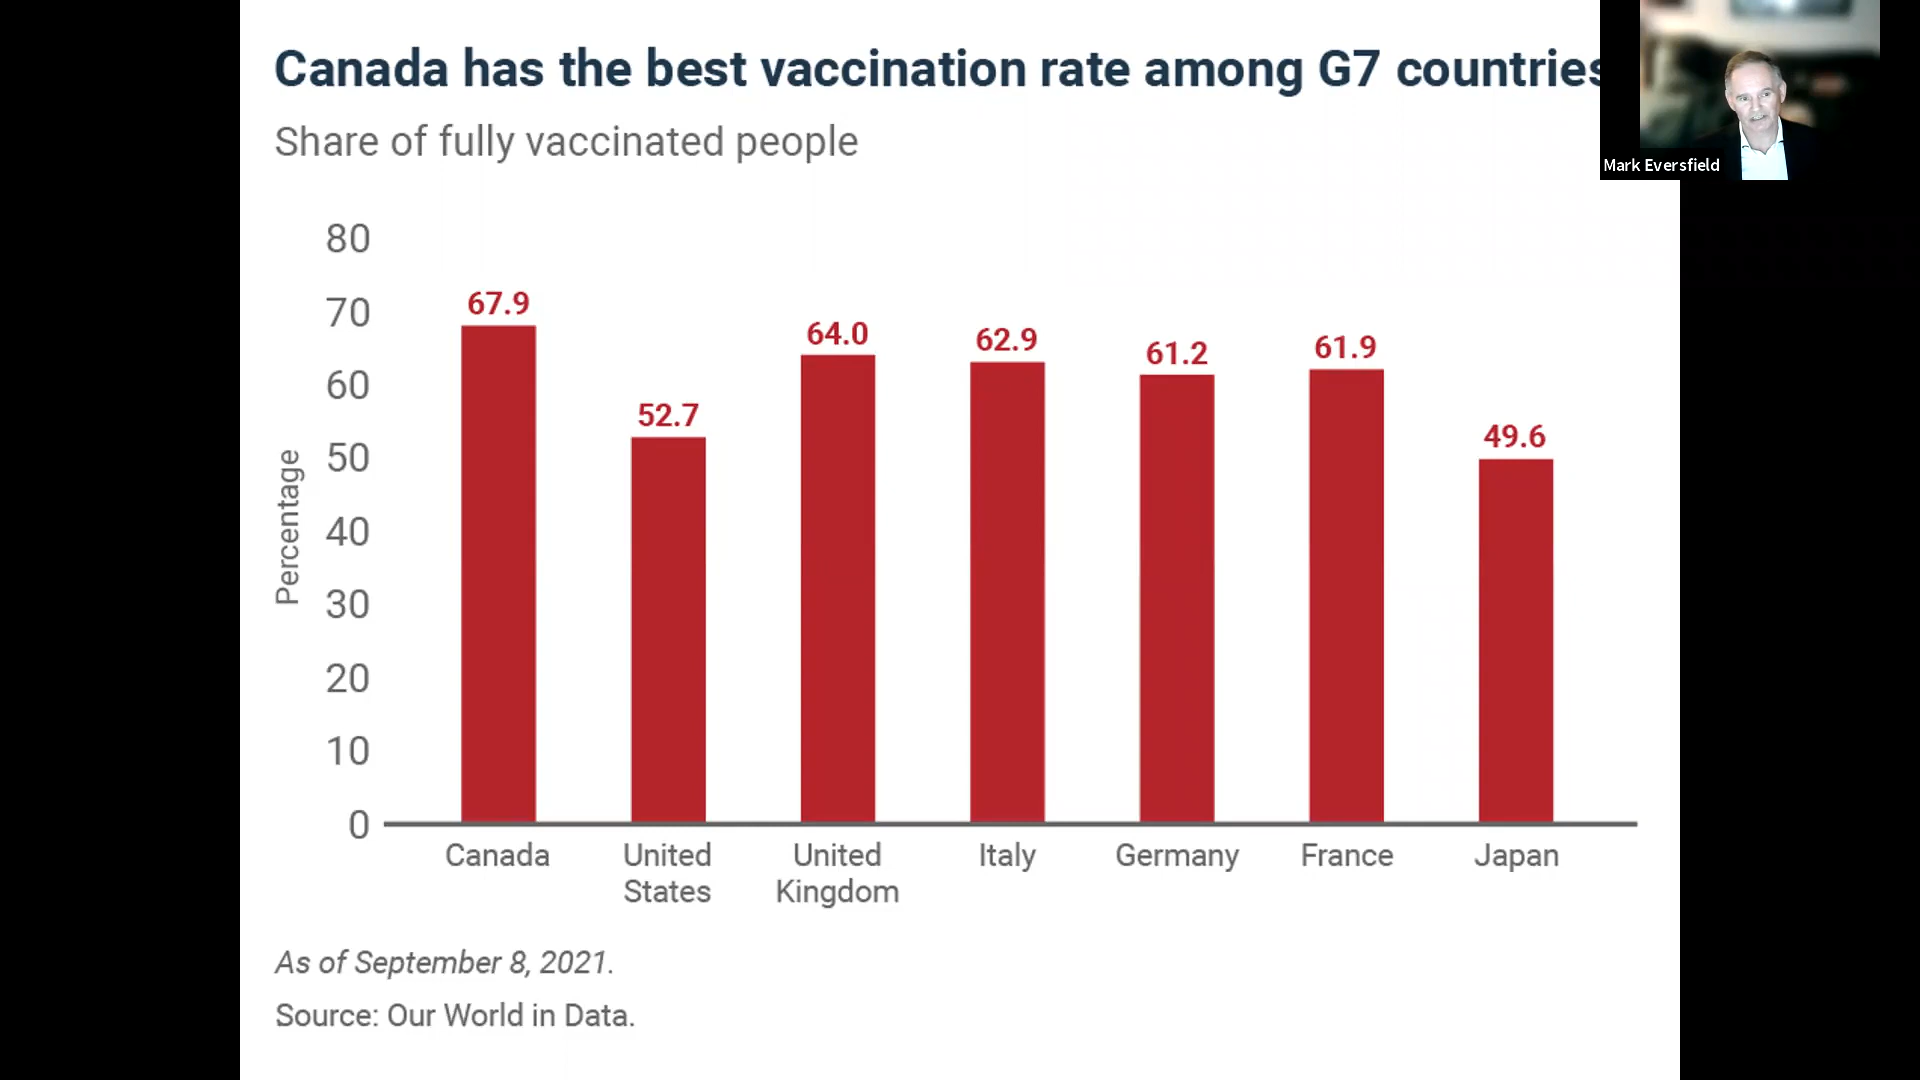 Canada has the best vaccination rate among G7 countries
Share of fully vaccinated people
Mark Eversfield
Percentage
80
70
60
50
40
30
20
10
0
67.9
52.7
64.0
62.9
61.2
61.9
49.6
Canada
United
States
United
Kingdom
Italy
Germany
France
Japan
As of September 8, 2021.
Source: Our World in Data.